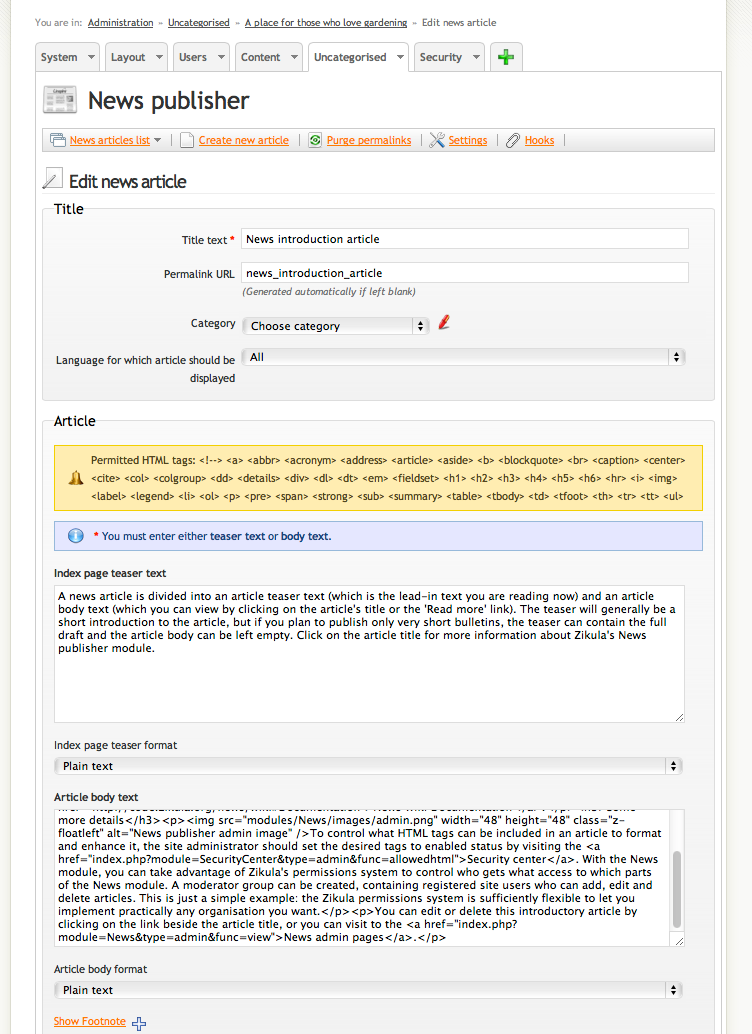 You are in: Administration » Uncategorised » A place for those who love gardening » Edit news article
System Layout Users Content Uncategorised Security
News publisher
News articles list | Create new article | Purge permalinks | Settings | Hooks |
Edit news article
Title
Title text * News introduction article
Permalink URL news_introduction_article
(Generated automatically if left blank)
Category Choose category
Language for which article should be
displayed
All
Article
Permitted HTML tags: <!--> <a> <abbr> <acronym> <address> <article> <aside> <b> <blockquote> <br> <caption> <center>
<cite> <col> <colgroup> <dd> <details> <div> <dl> <dt> <em> <fieldset> <h1> <h2> <h3> <h4> <h5> <h6> <hr> <i> <img>
<label> <legend> <li> <ol> <p> <pre> <span> <strong> <sub> <summary> <table> <tbody> <td> <tfoot> <th> <tr> <tt> <ul>
* You must enter either teaser text or body text.
Index page teaser text
A news article is divided into an article teaser text (which is the lead-in text you are reading now) and an article
body text (which you can view by clicking on the article's title or the 'Read more' link). The teaser will generally be a
short introduction to the article, but if you plan to publish only very short bulletins, the teaser can contain the full
draft and the article body can be left empty. Click on the article title for more information about Zikula's News
publisher module.
Index page teaser format
Plain text
Article body text
more details</h3><p><img src="modules/News/images/admin.png" width="48" height="48" class="z-
floatleft" alt="News publisher admin image" />To control what HTML tags can be included in an article to format
and enhance it, the site administrator should set the desired tags to enabled status by visiting the <a
href="index.php?module=SecurityCenter&type=admin&func=allowedhtml">Security center</a>. With the News
module, you can take advantage of Zikula's permissions system to control who gets what access to which parts
of the News module. A moderator group can be created, containing registered site users who can add, edit and
delete articles. This is just a simple example: the Zikula permissions system is sufficiently flexible to let you
implement practically any organisation you want.</p><p>You can edit or delete this introductory article by
clicking on the link beside the article title, or you can visit to the <a href="index.php?
module=News&type=admin&func=view">News admin pages</a>.</p>
Article body format
Plain text
Show Footnote